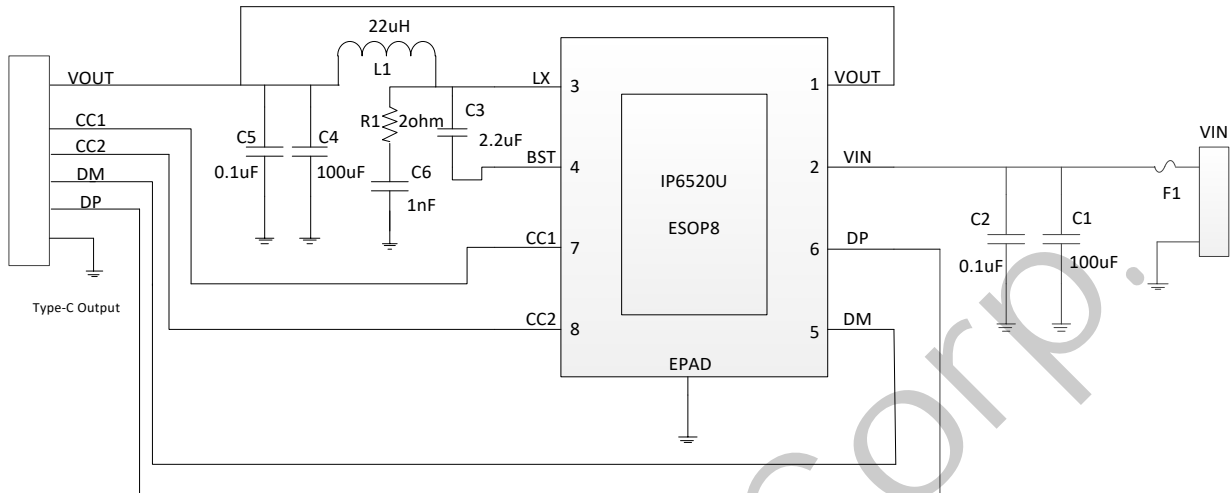 22uH
L1
VOUT
CC1
CC2
DM
DP
Type-C Output
C5
0.1uF
C4
100uF
R1
2ohm
C6
1nF
C3
2.2uF
LX
3
BST
4
CC1
7
CC2
8
IP6520U
ESOP8
EPAD
VOUT
1
VIN
2
DP
6
DM
5
C2
0.1uF
C1
100uF
F1
VIN
Corp.